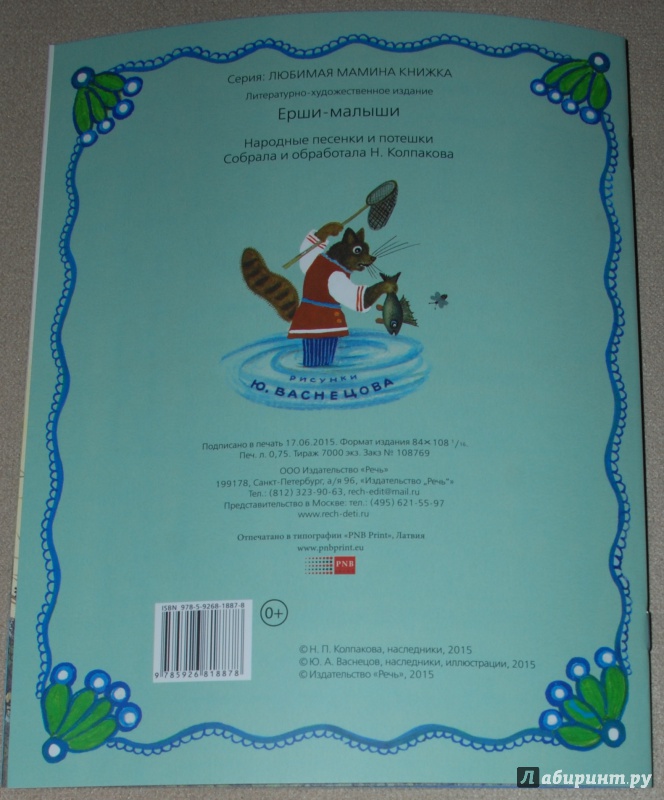 Серия: ЛЮБИМАЯ МАМИНА КНИЖКА
Литературно-художественное издание
Ерши-малыши
Народные песенки и потешки
Собрала и обработала Н. Колпакова
рисунки
Ю. ВАСНЕЦОВА
Подписано в печать 17.06.2015. Формат издания 84×108 1/16.
Печ. л. 0,75. Тираж 7000 экз. Закз № 108769
ООО Издательство «Речь»
199178, Санкт-Петербург, а/я 96, «Издательство „Речь“»
Тел.: (812) 323-90-63, rech-edit@mail.ru
Представительство в Москве: тел.: (495) 621-55-97
www.rech-deti.ru
Отпечатано в типографии «PNB Print», Латвия
www.pnbprint.eu
PNB
ISBN 978-5-9268-1887-8
9 785926 818878
0+
© Н. П. Колпакова, наследники, 2015
© Ю. А. Васнецов, наследники, иллюстрации, 2015
© Издательство «Речь», 2015
Лабиринт.ру